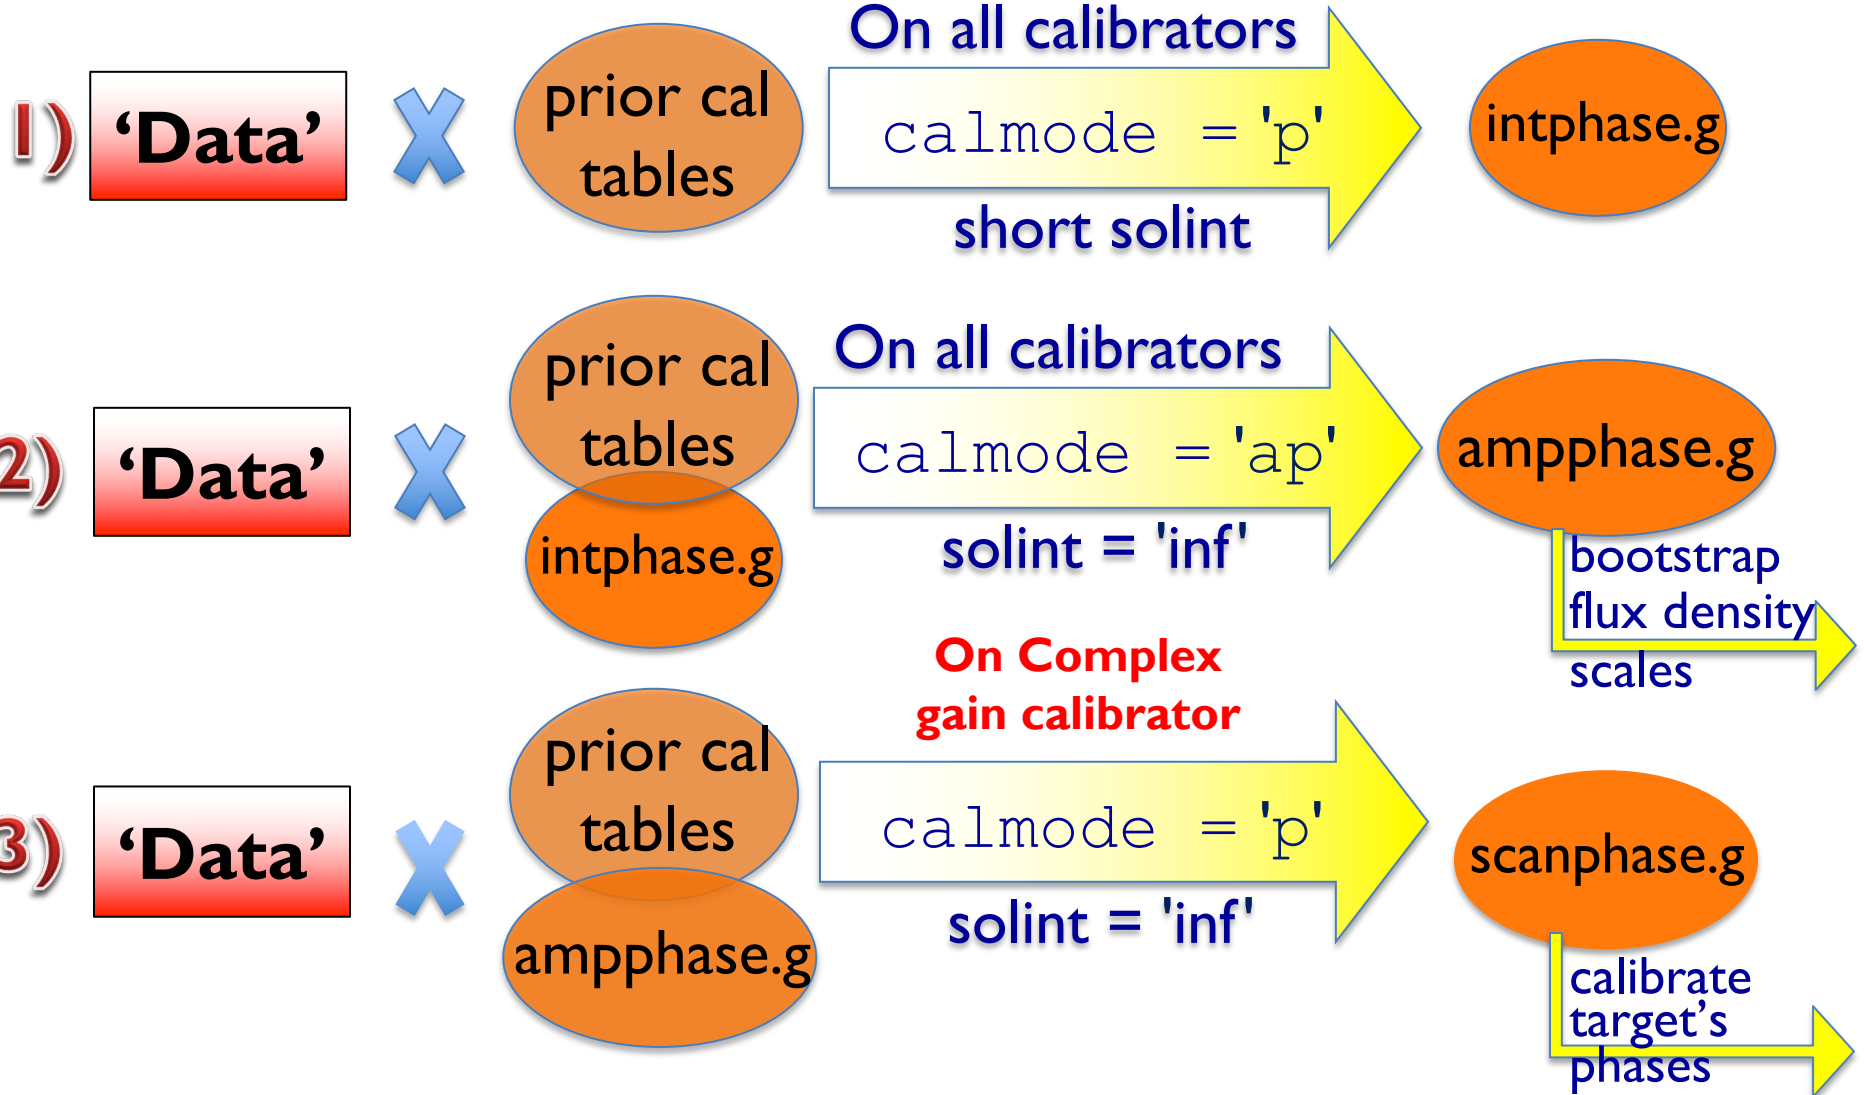 1)
‘Data’
prior cal
tables
On all calibrators
calmode = 'p'
short solint
intphase.g
2)
‘Data’
prior cal
tables
intphase.g
On all calibrators
calmode = 'ap'
solint = 'inf'
ampphase.g
bootstrap
flux density
scales
3)
‘Data’
prior cal
tables
ampphase.g
On Complex
gain calibrator
calmode = 'p'
solint = 'inf'
scanphase.g
calibrate
target’s
phases